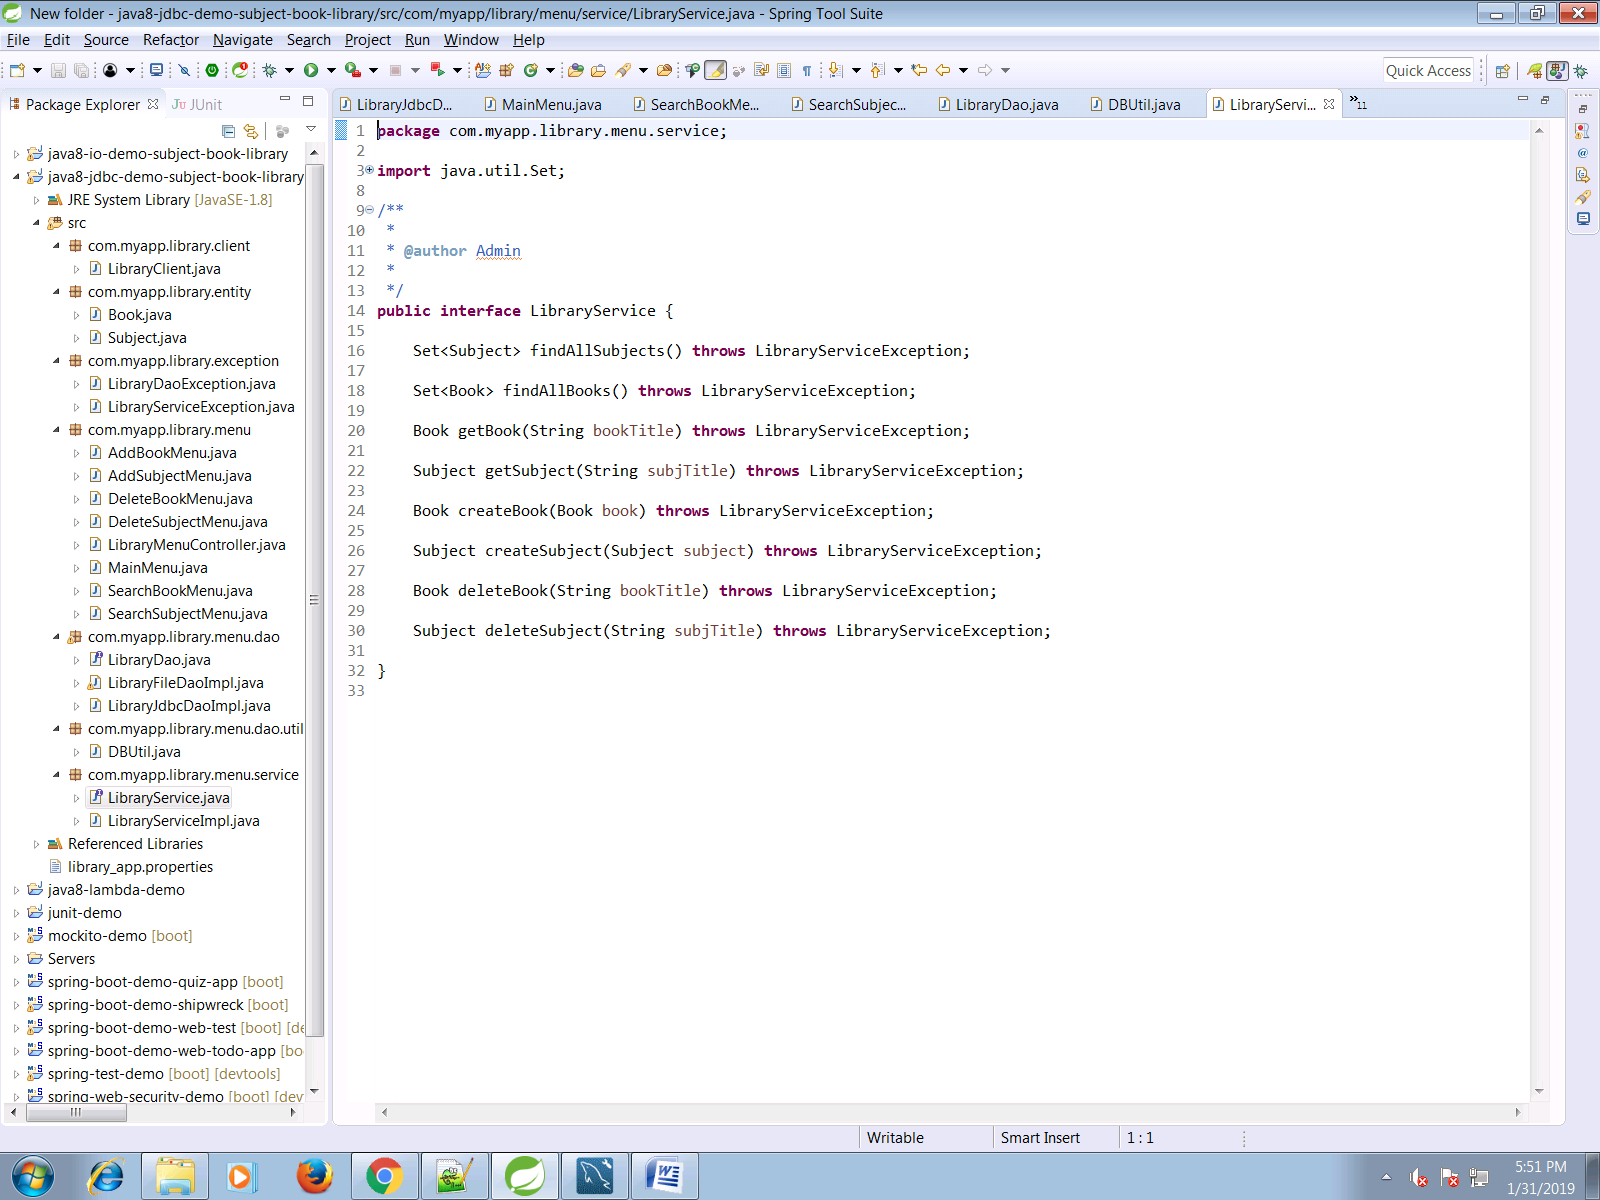 New folder - java8-jdbc-demo-subject-book-library/src/com/myapp/library/menu/service/LibraryService.java - Spring Tool Suite
File Edit Source Refactor Navigate Search Project Run Window Help
Quick Access
Package Explorer JUnit
LibraryJdbcD... MainMenu.java SearchBookMe... SearchSubjec... LibraryDao.java DBUtil.java LibraryServi... »11
java8-io-demo-subject-book-library
java8-jdbc-demo-subject-book-library
JRE System Library [JavaSE-1.8]
src
com.myapp.library.client
LibraryClient.java
com.myapp.library.entity
Book.java
Subject.java
com.myapp.library.exception
LibraryDaoException.java
LibraryServiceException.java
com.myapp.library.menu
AddBookMenu.java
AddSubjectMenu.java
DeleteBookMenu.java
DeleteSubjectMenu.java
LibraryMenuController.java
MainMenu.java
SearchBookMenu.java
SearchSubjectMenu.java
com.myapp.library.menu.dao
LibraryDao.java
LibraryFileDaoImpl.java
LibraryJdbcDaoImpl.java
com.myapp.library.menu.dao.util
DBUtil.java
com.myapp.library.menu.service
LibraryService.java
LibraryServiceImpl.java
Referenced Libraries
library_app.properties
java8-lambda-demo
junit-demo
mockito-demo [boot]
Servers
spring-boot-demo-quiz-app [boot]
spring-boot-demo-shipwreck [boot]
spring-boot-demo-web-test [boot] [de
spring-boot-demo-web-todo-app [bo
spring-test-demo [boot] [devtools]
spring-web-security-demo [boot] [dev
1 package com.myapp.library.menu.service;
2
3 import java.util.Set;
8
9 /**
10 *
11 * @author Admin
12 *
13 */
14 public interface LibraryService {
15
16 Set<Subject> findAllSubjects() throws LibraryServiceException;
17
18 Set<Book> findAllBooks() throws LibraryServiceException;
19
20 Book getBook(String bookTitle) throws LibraryServiceException;
21
22 Subject getSubject(String subjTitle) throws LibraryServiceException;
23
24 Book createBook(Book book) throws LibraryServiceException;
25
26 Subject createSubject(Subject subject) throws LibraryServiceException;
27
28 Book deleteBook(String bookTitle) throws LibraryServiceException;
29
30 Subject deleteSubject(String subjTitle) throws LibraryServiceException;
31
32 }
33
Writable Smart Insert 1 : 1
5:51 PM
1/31/2019